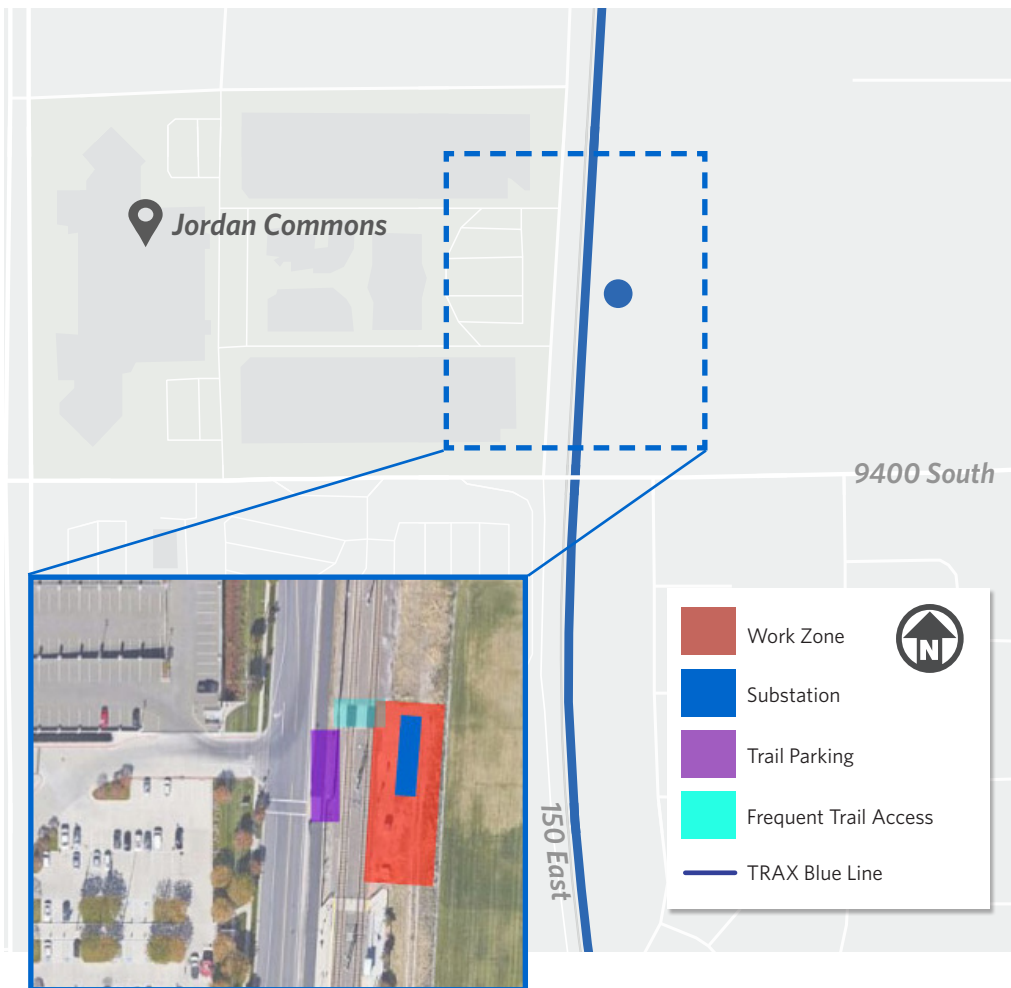 Jordan Commons
9400 South
150 East
N
Work Zone
Substation
Trail Parking
Frequent Trail Access
TRAX Blue Line